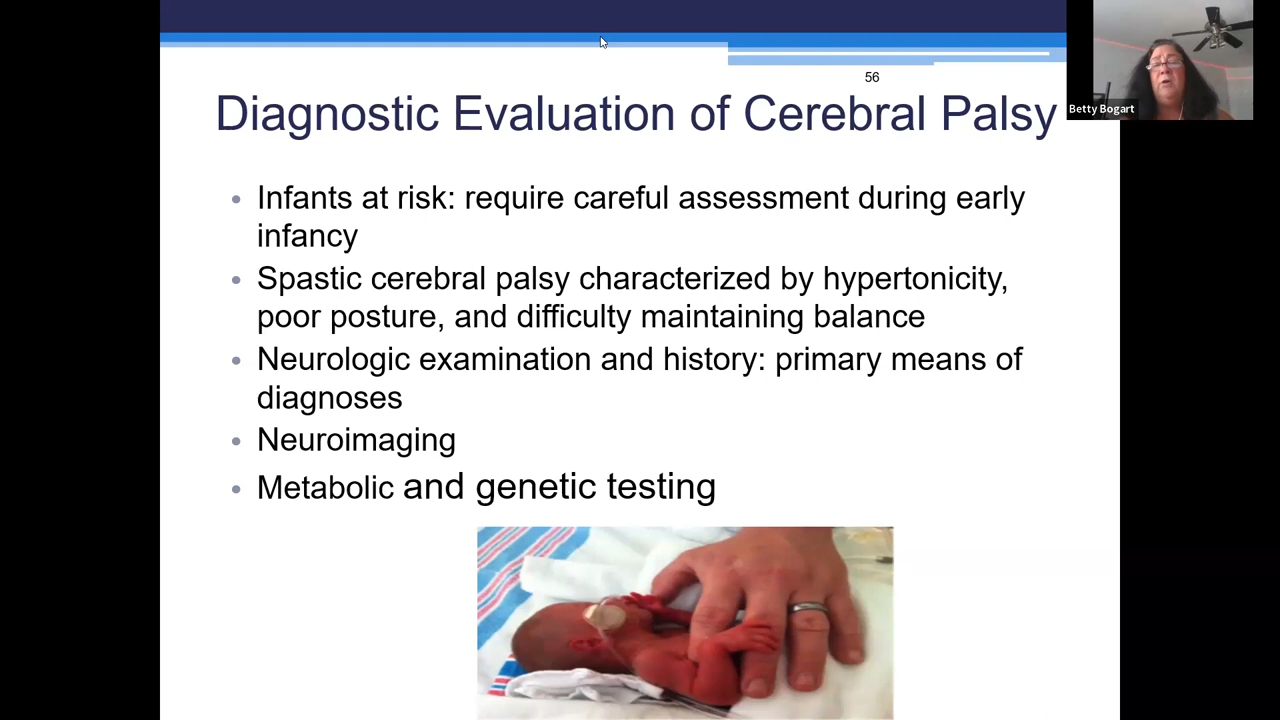 56
Diagnostic Evaluation of Cerebral Palsy
Betty Bogart
• Infants at risk: require careful assessment during early
infancy
• Spastic cerebral palsy characterized by hypertonicity,
poor posture, and difficulty maintaining balance
• Neurologic examination and history: primary means of
diagnoses
• Neuroimaging
• Metabolic and genetic testing